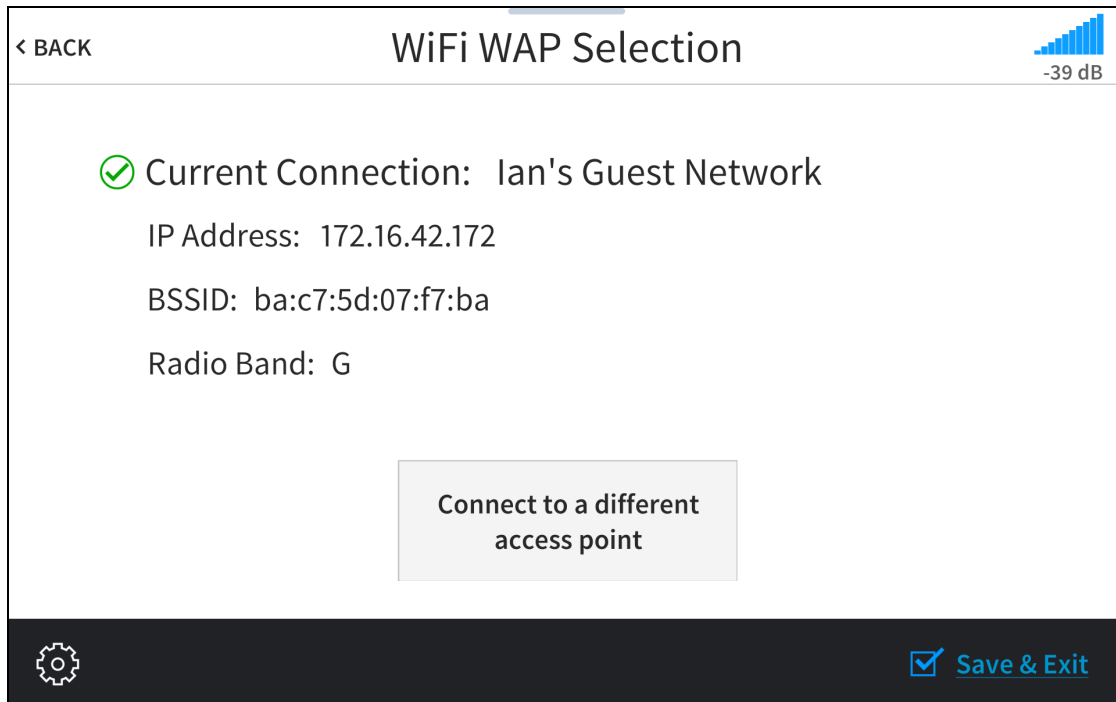 < BACK
WiFi WAP Selection
-39 dB
Current Connection: Ian's Guest Network
IP Address: 172.16.42.172
BSSID: ba:c7:5d:07:f7:ba
Radio Band: G
Connect to a different
access point
Save & Exit